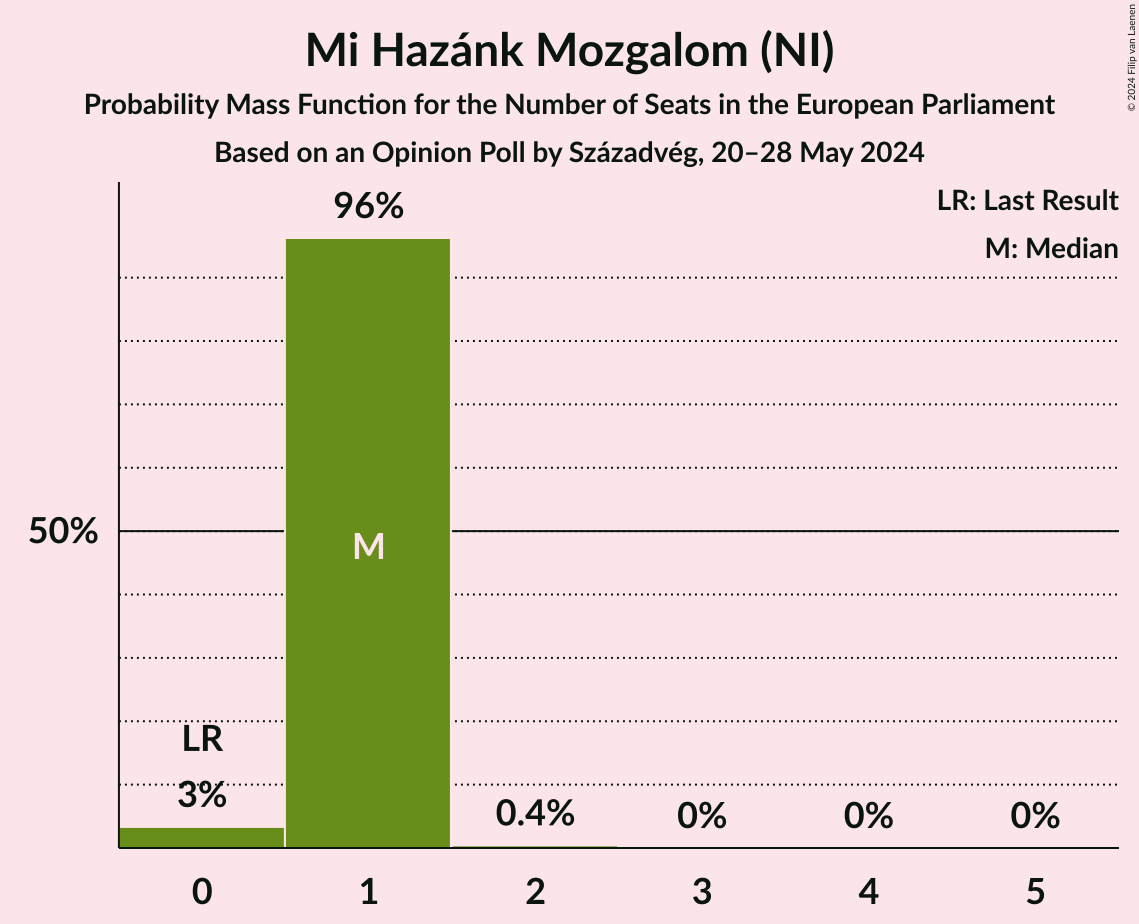 Mi Hazánk Mozgalom (NI)
Probability Mass Function for the Number of Seats in the European Parliament
Based on an Opinion Poll by Századvég, 20–28 May 2024
© 2024 Filip van Laenen
LR: Last Result
M: Median
96%
50%
M
LR
3%
0.4%
0%
0%
0%
0 1 2 3 4 5